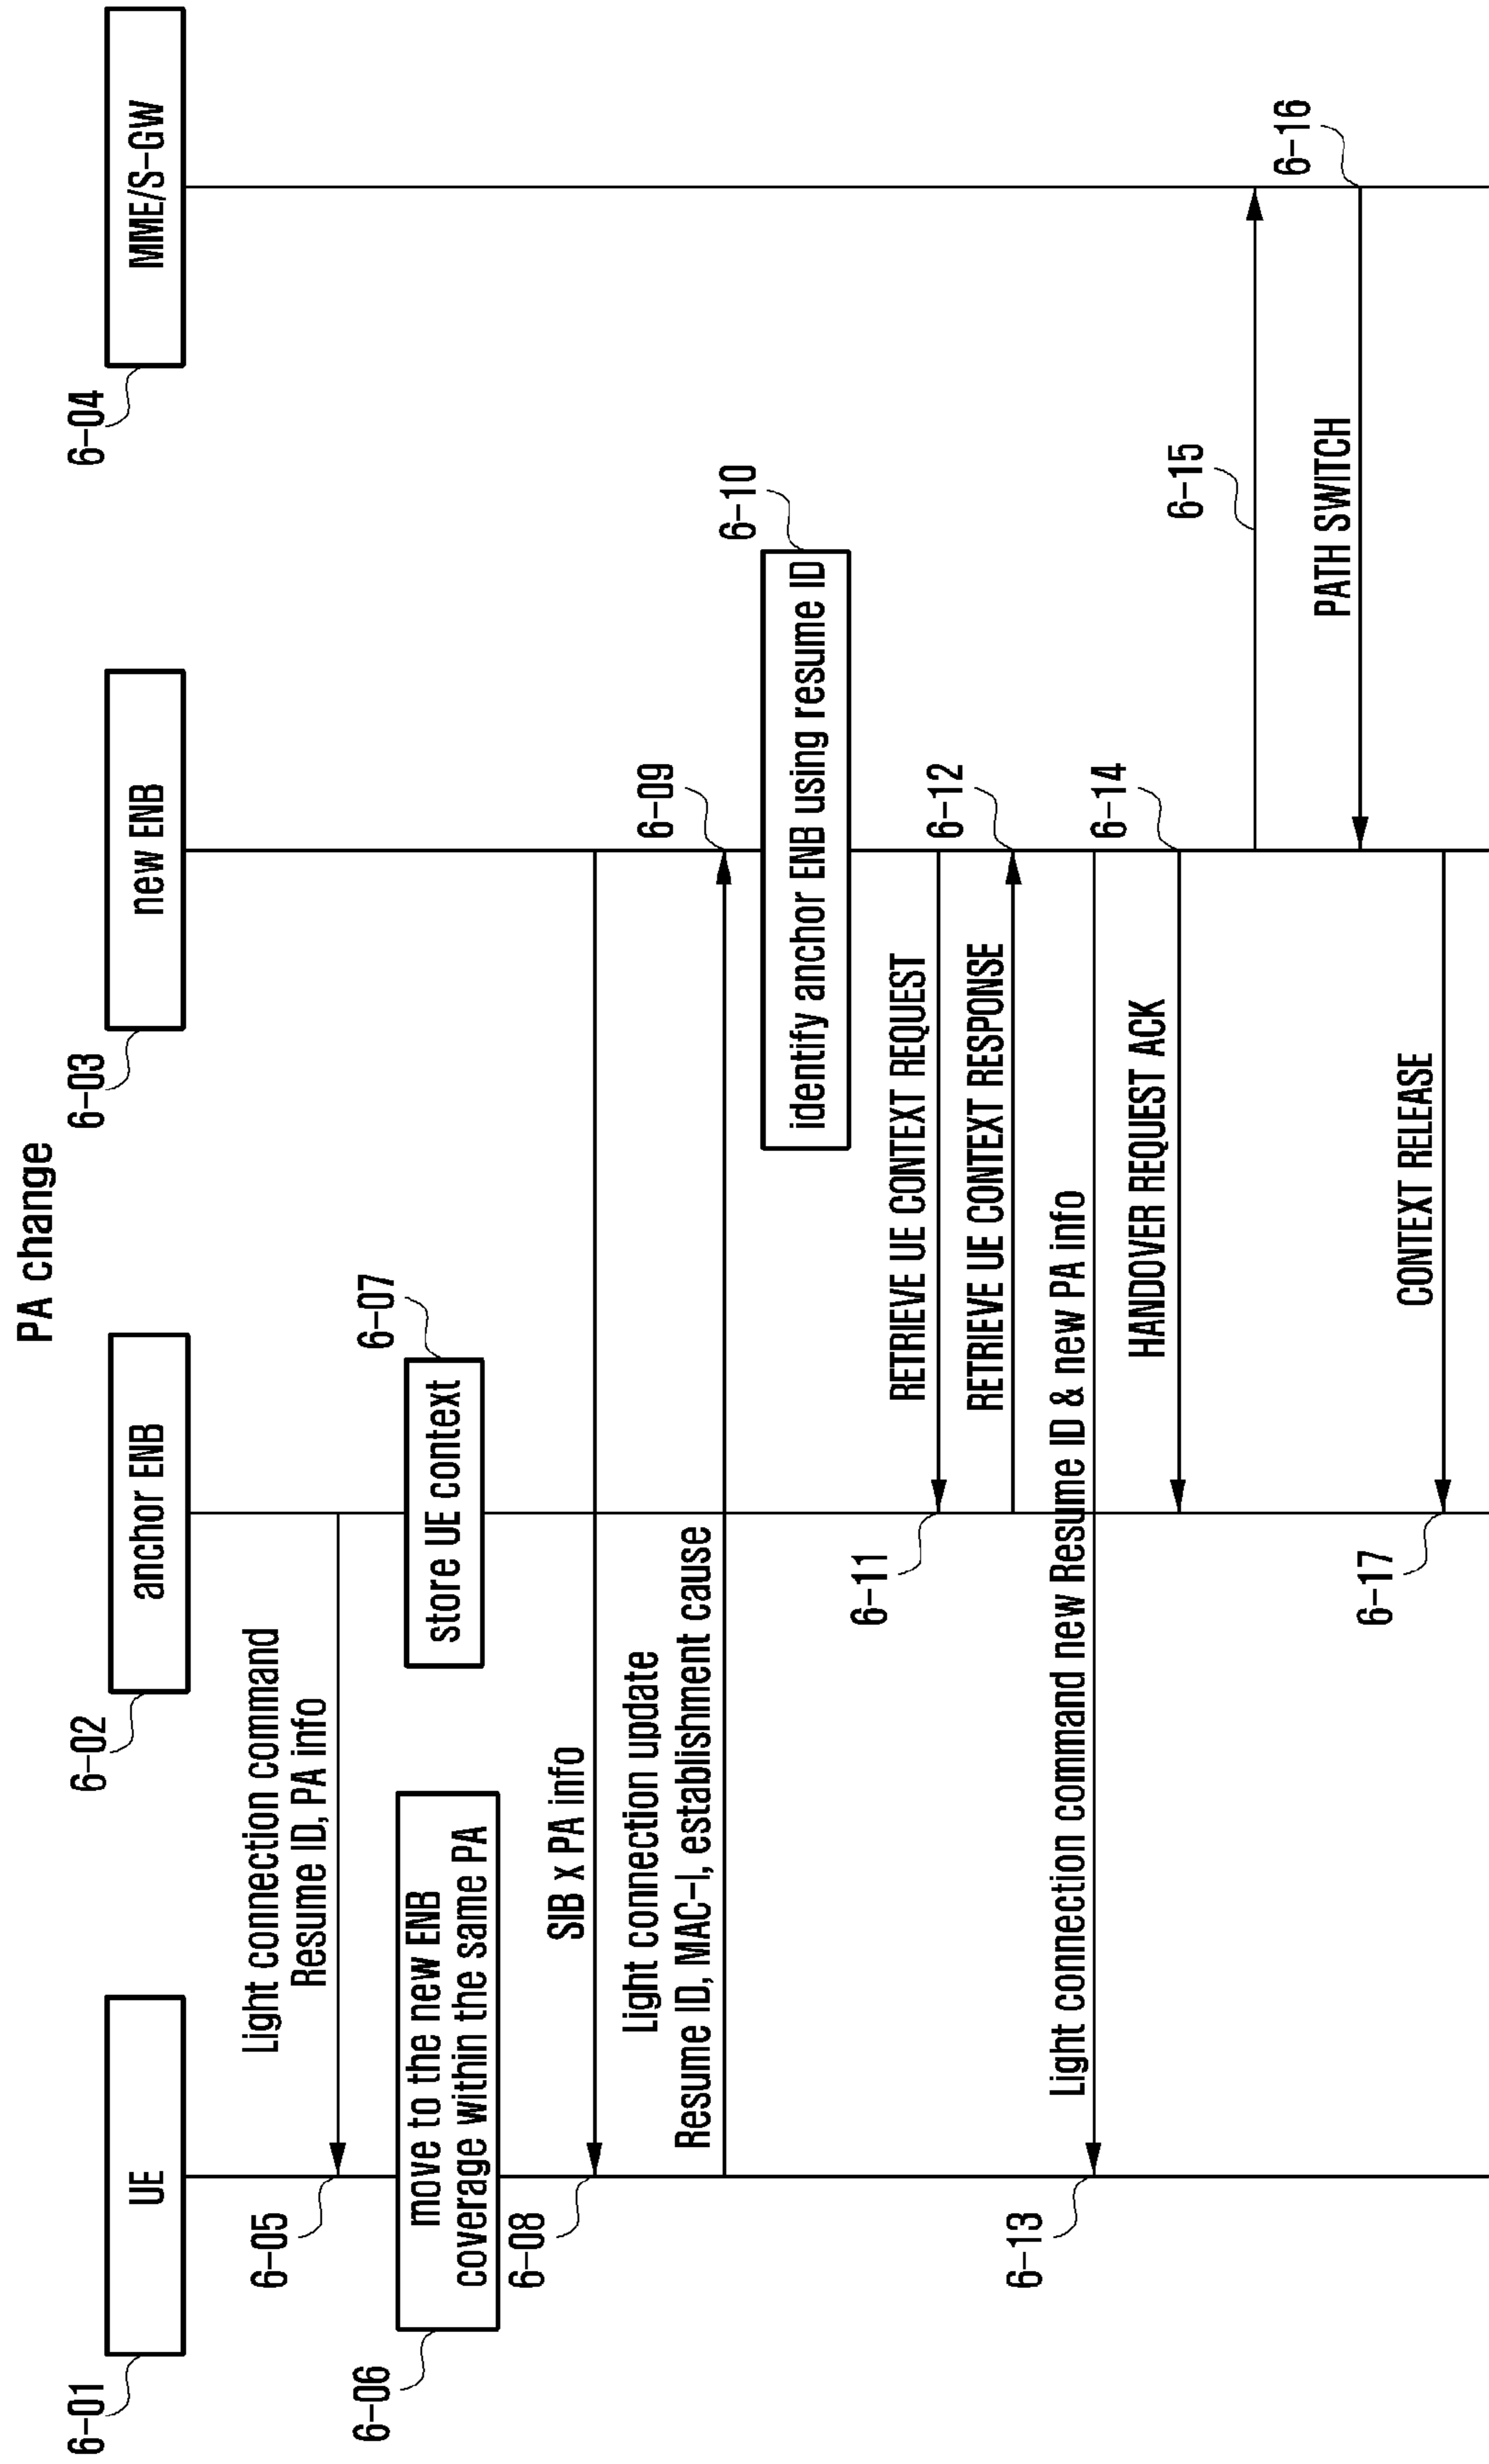 PA change
6-01
6-02
6-03
6-04
UE
anchor ENB
new ENB
MME/S-GW
Light connection command
Resume ID, PA info
6-05
6-06
move to the new ENB
coverage within the same PA
store UE context
6-07
SIB x PA info
6-08
Light connection update
Resume ID, MAC-I, establishment cause
6-09
identify anchor ENB using resume ID
6-10
RETRIEVE UE CONTEXT REQUEST
6-11
RETRIEVE UE CONTEXT RESPONSE
6-12
Light connection command new Resume ID & new PA info
6-13
HANDOVER REQUEST ACK
6-14
6-15
6-16
PATH SWITCH
CONTEXT RELEASE
6-17